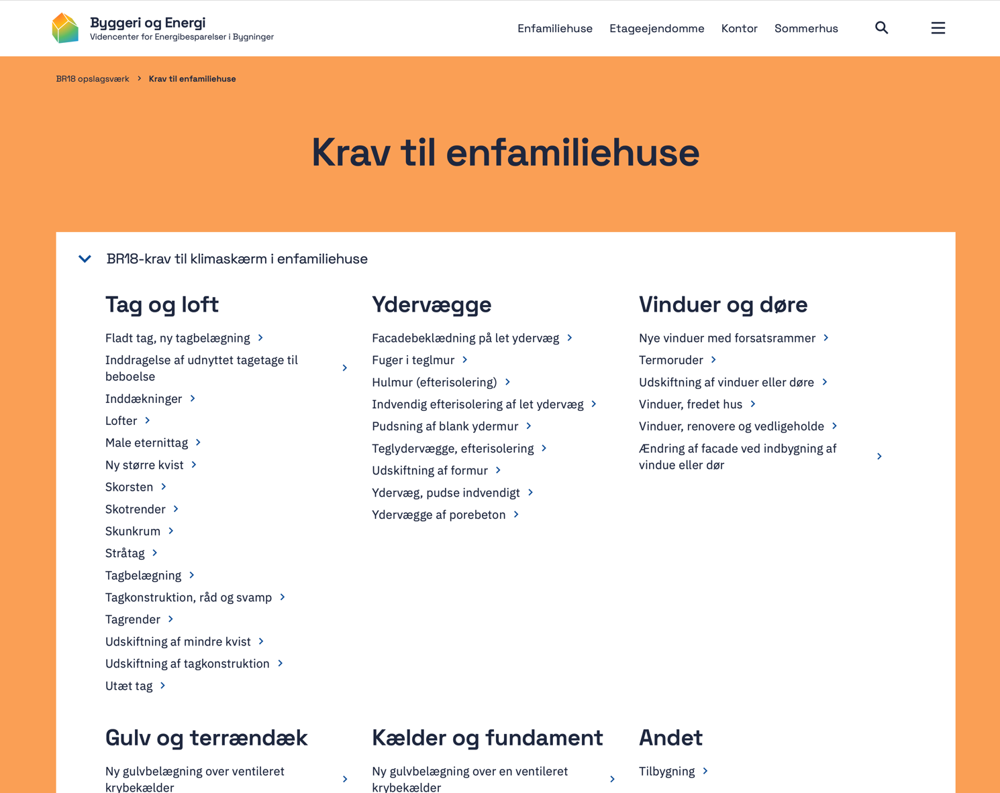 Byggeri og Energi
Videncenter for Energibesparelser i Bygninger
Enfamiliehuse
Etageejendomme
Kontor
Sommerhus
BR18 opslagsværk
Krav til enfamiliehuse
Krav til enfamiliehuse
BR18-krav til klimaskærm i enfamiliehuse
Tag og loft
Fladt tag, ny tagbelægning
Inddragelse af udnyttet tagetage til
beboelse
Inddækninger
Lofter
Male eternittag
Ny større kvist
Skorsten
Skotrender
Skunkrum
Stråtag
Tagbelægning
Tagkonstruktion, råd og svamp
Tagrender
Udskiftning af mindre kvist
Udskiftning af tagkonstruktion
Utæt tag
Ydervægge
Facadebeklædning på let ydervæg
Fuger i teglmur
Hulmur (efterisolering)
Indvendig efterisolering af let ydervæg
Pudsning af blank ydermur
Teglydervægge, efterisolering
Udskiftning af formur
Ydervæg, pudse indvendigt
Ydervægge af porebeton
Vinduer og døre
Nye vinduer med forsatsrammer
Termoruder
Udskiftning af vinduer eller døre
Vinduer, fredet hus
Vinduer, renovere og vedligeholde
Ændring af facade ved indbygning af
vindue eller dør
Gulv og terrændæk
Ny gulvbelægning over ventileret
krybekælder
Kælder og fundament
Ny gulvbelægning over en ventileret
krybekælder
Andet
Tilbygning